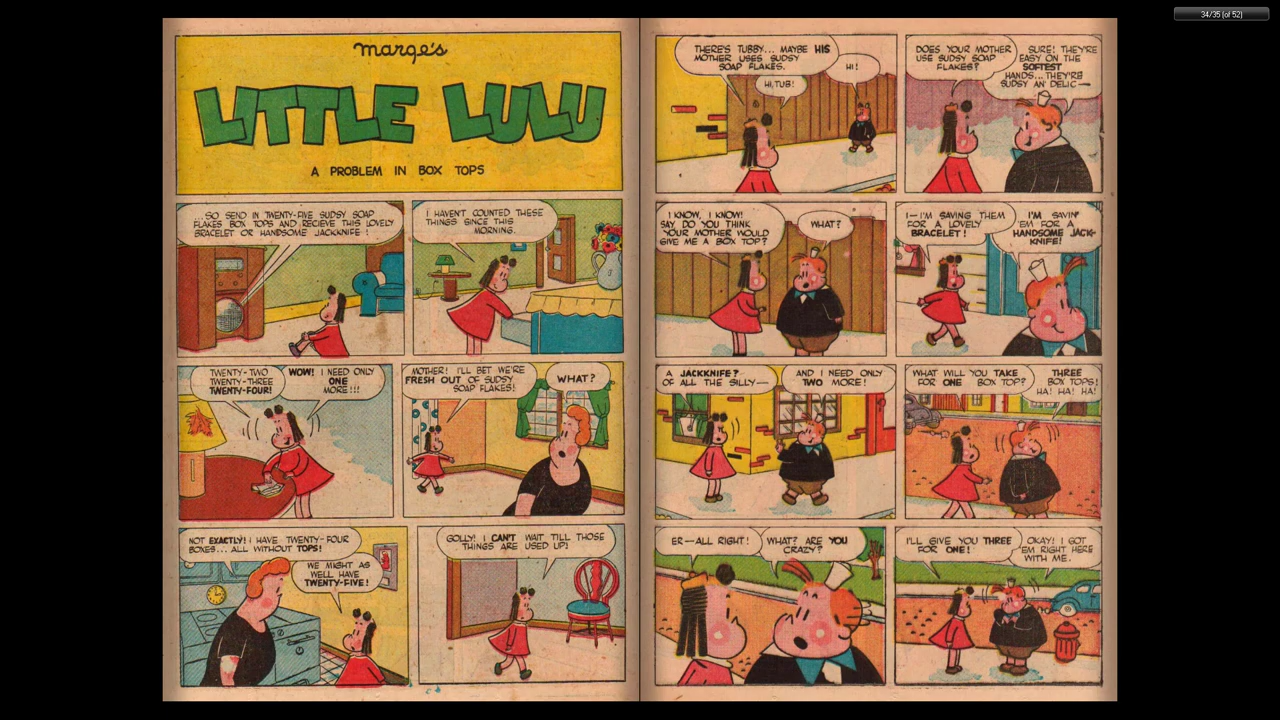 34/35 (of 52)
marge's
LITTLE LULU
A PROBLEM IN BOX TOPS
...SO SEND IN TWENTY-FIVE SUDSY SOAP
FLAKES BOX TOPS AND RECIEVE THIS LOVELY
BRACELET OR HANDSOME JACKKNIFE!
I HAVEN'T COUNTED THESE
THINGS SINCE THIS
MORNING.
TWENTY-TWO
TWENTY-THREE
TWENTY-FOUR!
WOW! I NEED ONLY
ONE
MORE!!!
MOTHER! I'LL BET WE'RE
FRESH OUT OF SUDSY
SOAP FLAKES!
WHAT?
NOT EXACTLY! I HAVE TWENTY-FOUR
BOXES... ALL WITHOUT TOPS!
WE MIGHT AS
WELL HAVE
TWENTY-FIVE!
GOLLY! I CAN'T WAIT TILL THOSE
THINGS ARE USED UP!
THERE'S TUBBY... MAYBE HIS
MOTHER USES SUDSY
SOAP FLAKES.
HI, TUB!
HI!
DOES YOUR MOTHER
USE SUDSY SOAP
FLAKES?
SURE! THEY'RE
EASY ON THE
SOFTEST
HANDS... THEY'RE
SUDSY AN' DELIC—
I KNOW, I KNOW!
SAY DO YOU THINK
YOUR MOTHER WOULD
GIVE ME A BOX TOP?
WHAT?
I—I'M SAVING THEM
FOR A LOVELY
BRACELET!
I'M SAVIN'
'EM FOR A
HANDSOME JACK-
KNIFE!
A JACKKNIFE?
OF ALL THE SILLY—
AND I NEED ONLY
TWO MORE!
WHAT WILL YOU TAKE
FOR ONE BOX TOP?
THREE
BOX TOPS!
HA! HA! HA!
ER—ALL RIGHT!
WHAT? ARE YOU
CRAZY?
I'LL GIVE YOU THREE
FOR ONE!
OKAY! I GOT
'EM RIGHT HERE
WITH ME.